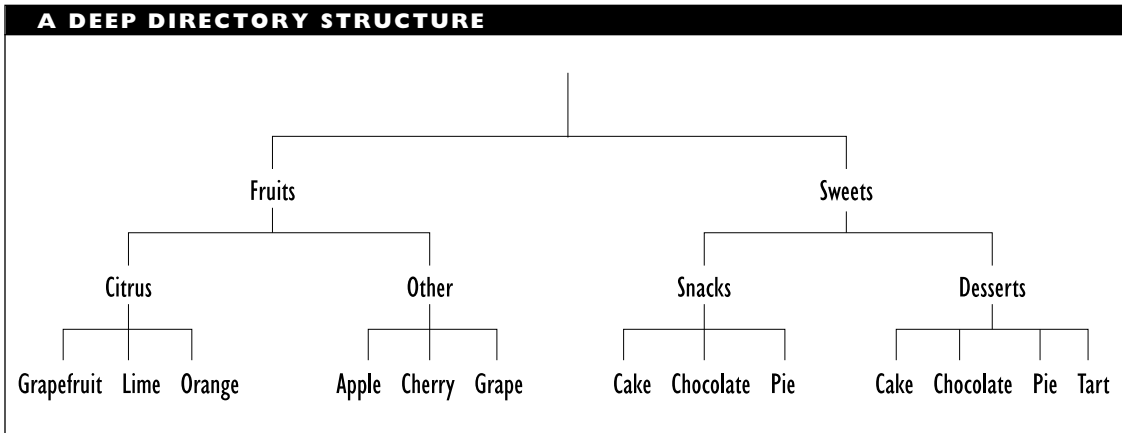 A DEEP DIRECTORY STRUCTURE
Fruits Sweets
Citrus Other Snacks Desserts
Grapefruit Lime Orange Apple Cherry Grape Cake Chocolate Pie Cake Chocolate Pie Tart